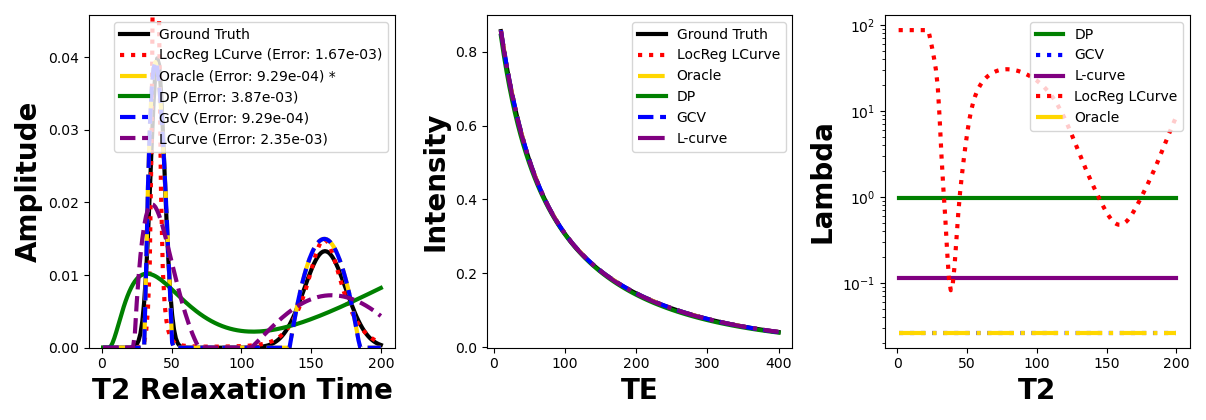 Amplitude
0.04
0.03
0.02
0.01
0.00
0
50
100
150
200
T2 Relaxation Time
Ground Truth
LocReg LCurve (Error: 1.67e-03)
Oracle (Error: 9.29e-04) *
DP (Error: 3.87e-03)
GCV (Error: 9.29e-04)
LCurve (Error: 2.35e-03)
Intensity
0.8
0.6
0.4
0.2
0.0
0
100
200
300
400
TE
Ground Truth
LocReg LCurve
Oracle
DP
GCV
L-curve
Lambda
10²
10¹
10⁰
10⁻¹
0
50
100
150
200
T2
DP
GCV
L-curve
LocReg LCurve
Oracle